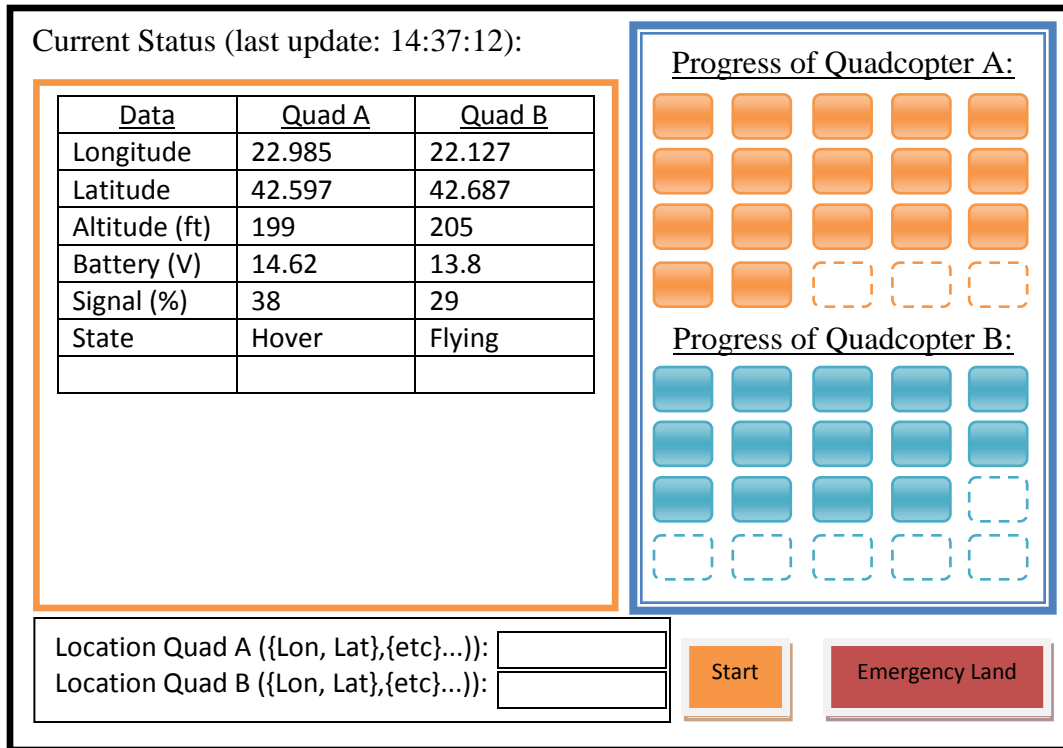 Current Status (last update: 14:37:12):
Data Quad A Quad B
Longitude 22.985 22.127
Latitude 42.597 42.687
Altitude (ft) 199 205
Battery (V) 14.62 13.8
Signal (%) 38 29
State Hover Flying
Progress of Quadcopter A:
Progress of Quadcopter B:
Location Quad A ({Lon, Lat},{etc}...)):
Location Quad B ({Lon, Lat},{etc}...)):
Start
Emergency Land